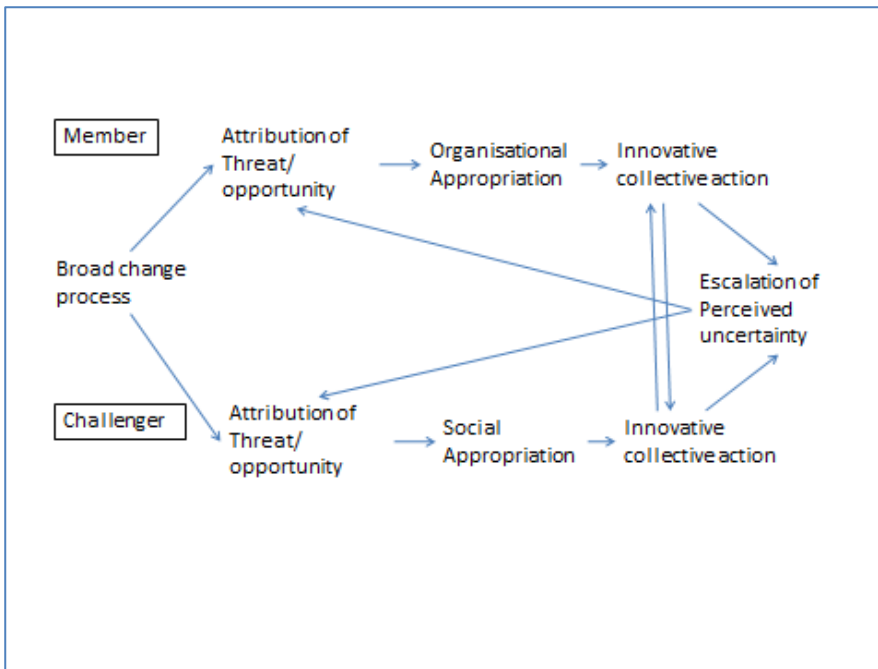 Member
Attribution of
Threat/
opportunity
Organisational
Appropriation
Innovative
collective action
Broad change
process
Escalation of
Perceived
uncertainty
Challenger
Attribution of
Threat/
opportunity
Social
Appropriation
Innovative
collective action